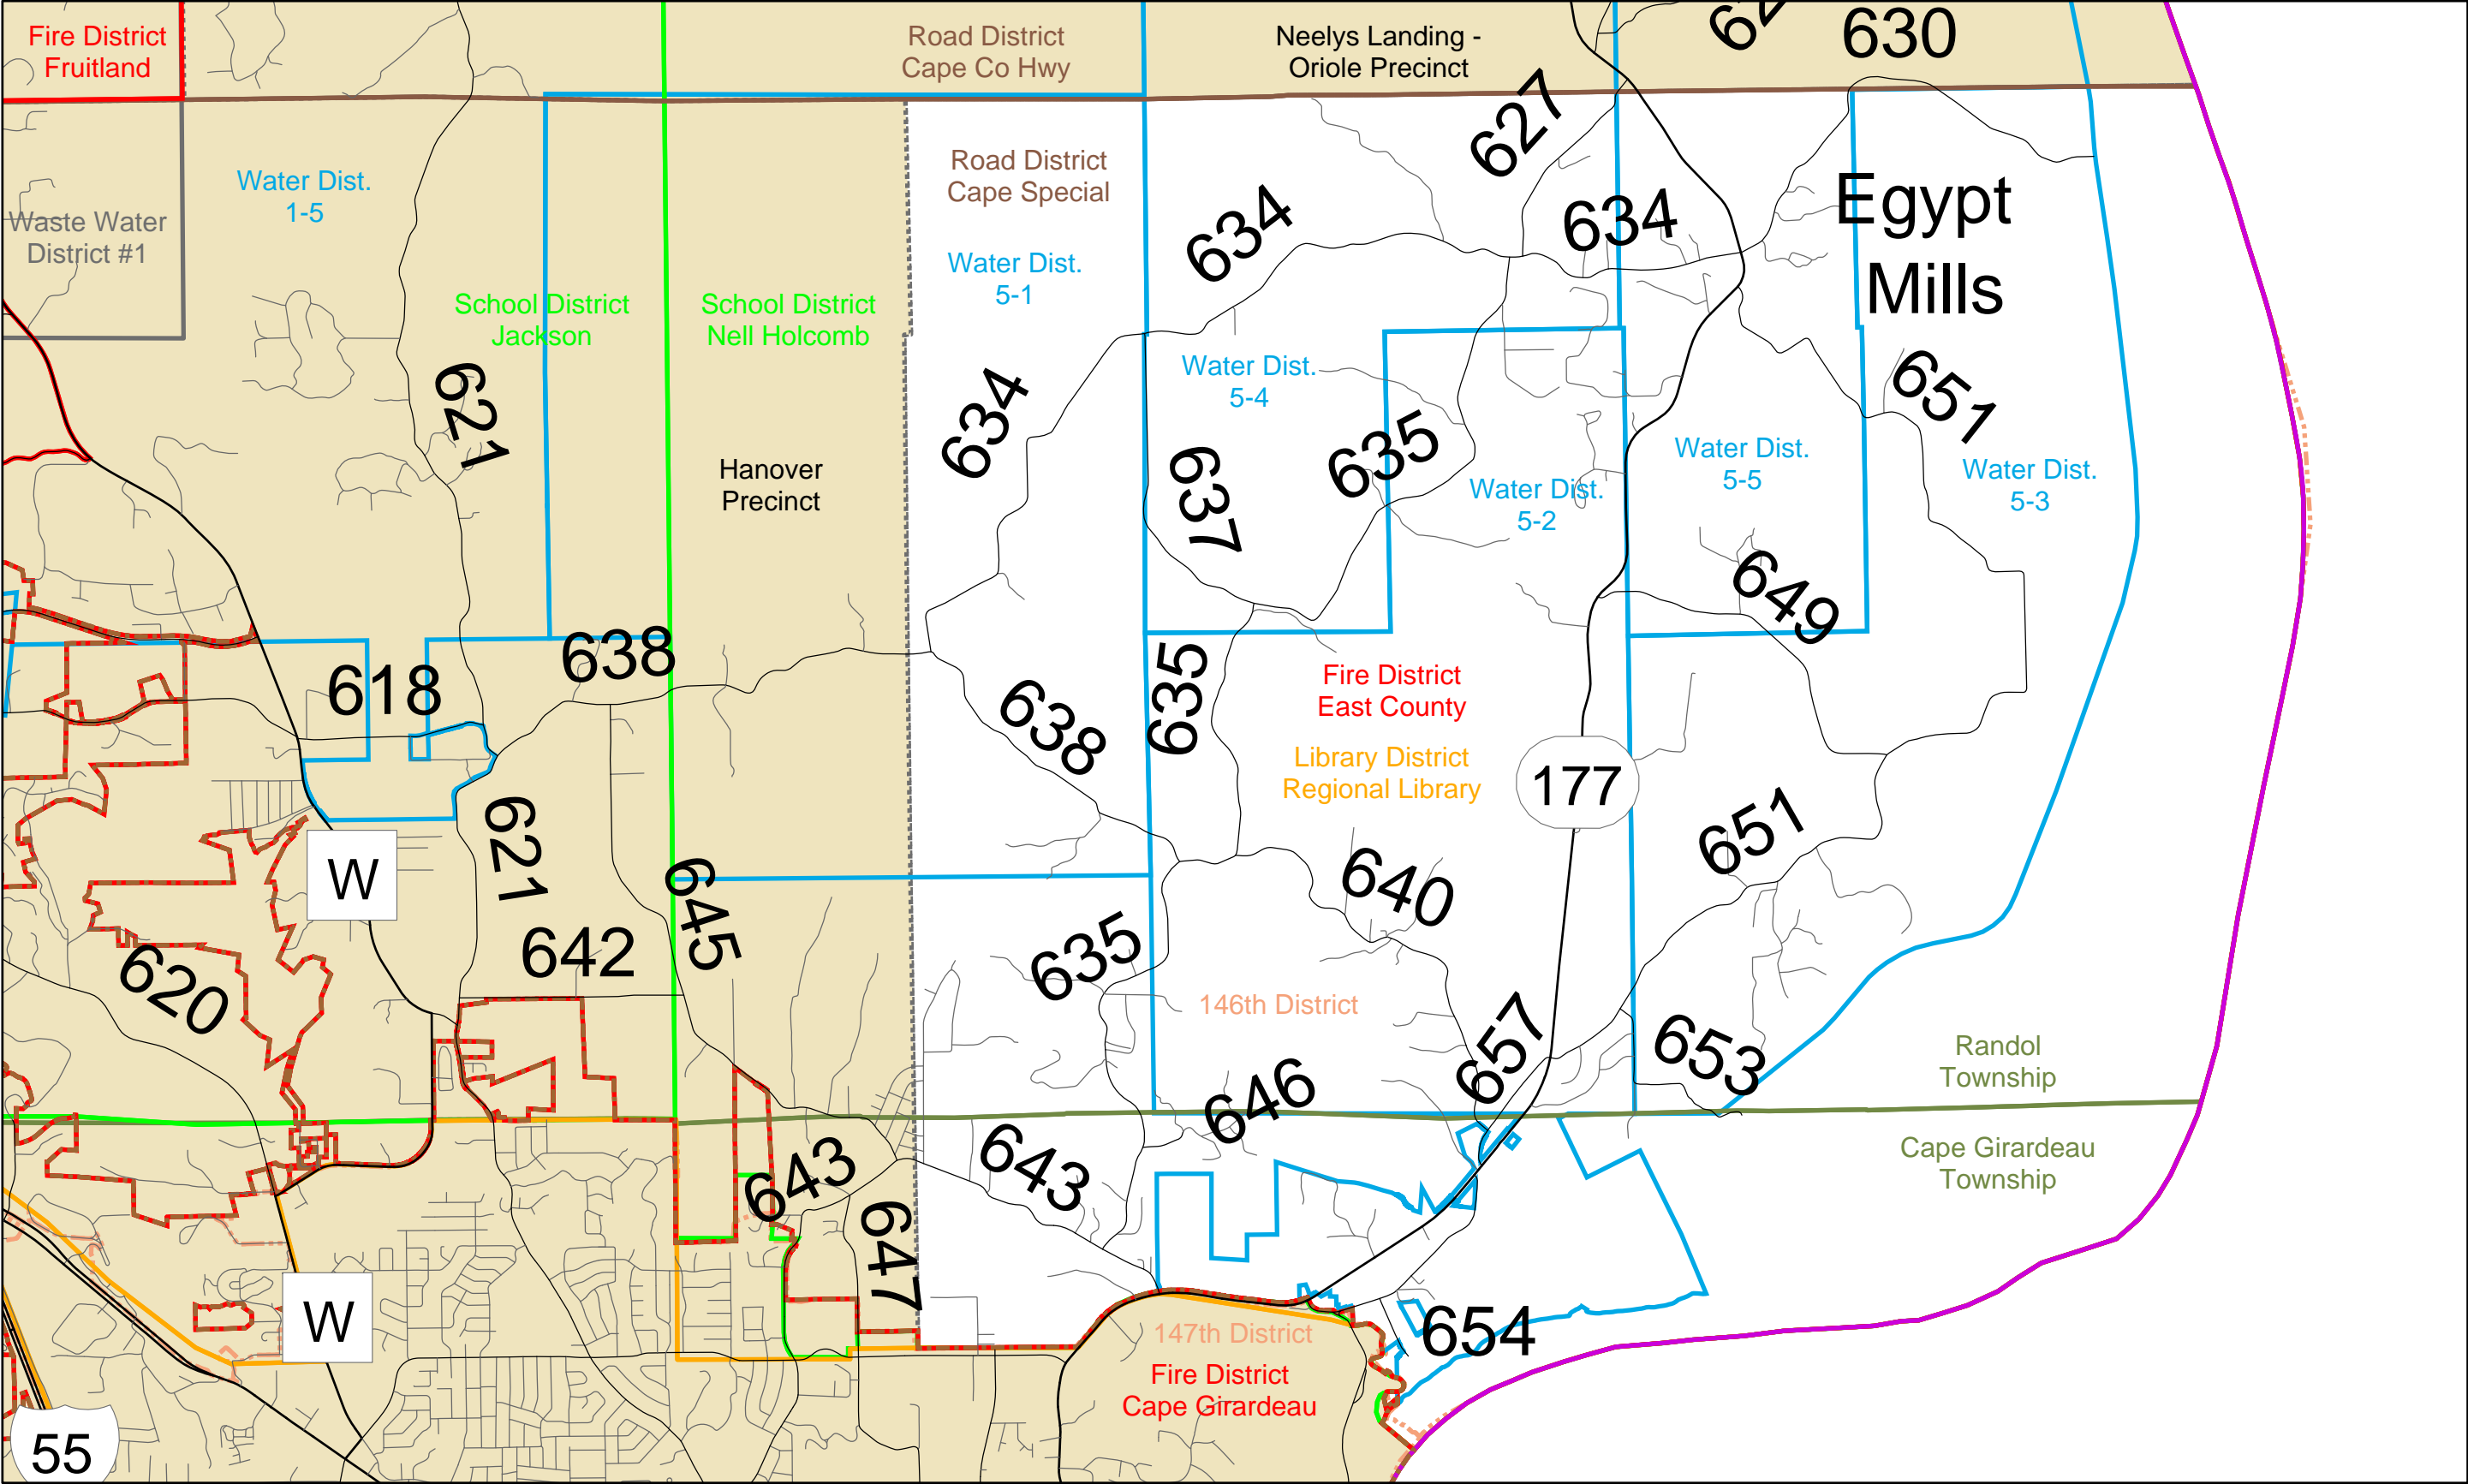 Fire District
Fruitland
Road District
Cape Co Hwy
Neelys Landing -
Oriole Precinct
630
627
Road District
Cape Special
Water Dist.
1-5
Waste Water
District #1
634
634
Egypt
Mills
Water Dist.
5-1
School District
Jackson
School District
Nell Holcomb
Water Dist.
5-4
621
634
635
651
Hanover
Precinct
637
Water Dist.
5-2
Water Dist.
5-5
Water Dist.
5-3
649
618
638
638
635
Fire District
East County
Library District
Regional Library
177
621
W
645
640
651
642
620
635
146th District
657
653
Randol
Township
646
643
643
Cape Girardeau
Township
647
W
147th District
654
Fire District
Cape Girardeau
55